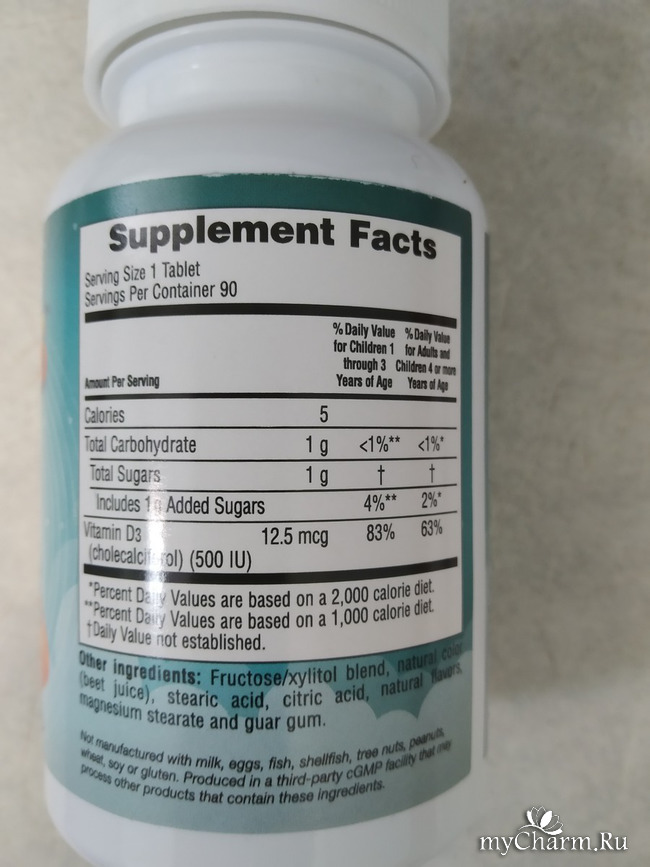 Supplement Facts
Serving Size 1 Tablet
Servings Per Container 90
Amount Per Serving
% Daily Value for Children 1 through 3 Years of Age
% Daily Value for Adults and Children 4 or more Years of Age
Calories 5
Total Carbohydrate 1 g <1%** <1%*
Total Sugars 1 g † †
Includes 1g Added Sugars 4%** 2%*
Vitamin D3 12.5 mcg 83% 63%
(cholecalciferol) (500 IU)
*Percent Daily Values are based on a 2,000 calorie diet.
**Percent Daily Values are based on a 1,000 calorie diet.
†Daily Value not established.
Other ingredients: Fructose/xylitol blend, natural color
(beet juice), stearic acid, citric acid, natural flavors,
magnesium stearate and guar gum.
Not manufactured with milk, eggs, fish, shellfish, tree nuts, peanuts,
wheat, soy or gluten. Produced in a third-party cGMP facility that may
process other products that contain these ingredients.
myCharm.Ru